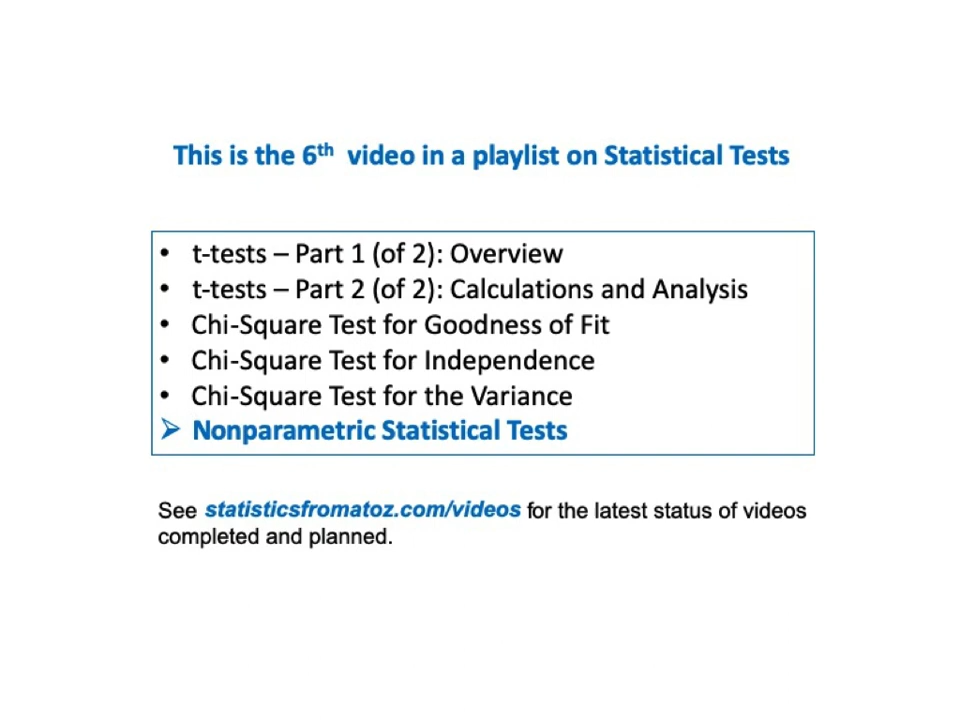 This is the 6th video in a playlist on Statistical Tests
• t-tests – Part 1 (of 2): Overview
• t-tests – Part 2 (of 2): Calculations and Analysis
• Chi-Square Test for Goodness of Fit
• Chi-Square Test for Independence
• Chi-Square Test for the Variance
➢ Nonparametric Statistical Tests
See statisticsfromatoz.com/videos for the latest status of videos
completed and planned.